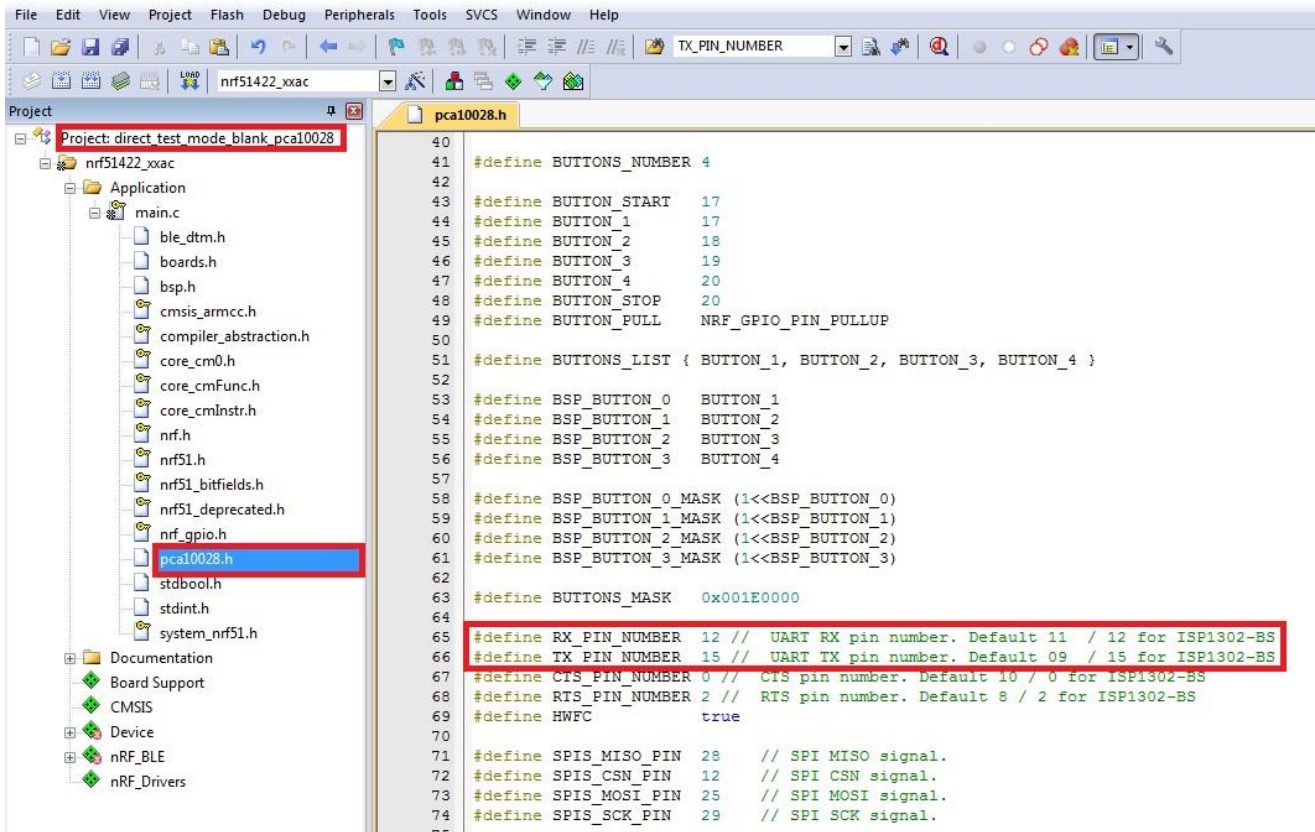 File Edit View Project Flash Debug Peripherals Tools SVCS Window Help
TX_PIN_NUMBER
LOAD nrf51422_xxac
Project
Project: direct_test_mode_blank_pca10028
nrf51422_xxac
Application
main.c
ble_dtm.h
boards.h
bsp.h
cmsis_armcc.h
compiler_abstraction.h
core_cm0.h
core_cmFunc.h
core_cmInstr.h
nrf.h
nrf51.h
nrf51_bitfields.h
nrf51_deprecated.h
nrf_gpio.h
pca10028.h
stdbool.h
stdint.h
system_nrf51.h
Documentation
Board Support
CMSIS
Device
nRF_BLE
nRF_Drivers
pca10028.h
40
41 #define BUTTONS_NUMBER 4
42
43 #define BUTTON_START 17
44 #define BUTTON_1 17
45 #define BUTTON_2 18
46 #define BUTTON_3 19
47 #define BUTTON_4 20
48 #define BUTTON_STOP 20
49 #define BUTTON_PULL NRF_GPIO_PIN_PULLUP
50
51 #define BUTTONS_LIST { BUTTON_1, BUTTON_2, BUTTON_3, BUTTON_4 }
52
53 #define BSP_BUTTON_0 BUTTON_1
54 #define BSP_BUTTON_1 BUTTON_2
55 #define BSP_BUTTON_2 BUTTON_3
56 #define BSP_BUTTON_3 BUTTON_4
57
58 #define BSP_BUTTON_0_MASK (1<<BSP_BUTTON_0)
59 #define BSP_BUTTON_1_MASK (1<<BSP_BUTTON_1)
60 #define BSP_BUTTON_2_MASK (1<<BSP_BUTTON_2)
61 #define BSP_BUTTON_3_MASK (1<<BSP_BUTTON_3)
62
63 #define BUTTONS_MASK 0x001E0000
64
65 #define RX_PIN_NUMBER 12 // UART RX pin number. Default 11 / 12 for ISP1302-BS
66 #define TX_PIN_NUMBER 15 // UART TX pin number. Default 09 / 15 for ISP1302-BS
67 #define CTS_PIN_NUMBER 0 // CTS pin number. Default 10 / 0 for ISP1302-BS
68 #define RTS_PIN_NUMBER 2 // RTS pin number. Default 8 / 2 for ISP1302-BS
69 #define HWFC true
70
71 #define SPIS_MISO_PIN 28 // SPI MISO signal.
72 #define SPIS_CSN_PIN 12 // SPI CSN signal.
73 #define SPIS_MOSI_PIN 25 // SPI MOSI signal.
74 #define SPIS_SCK_PIN 29 // SPI SCK signal.